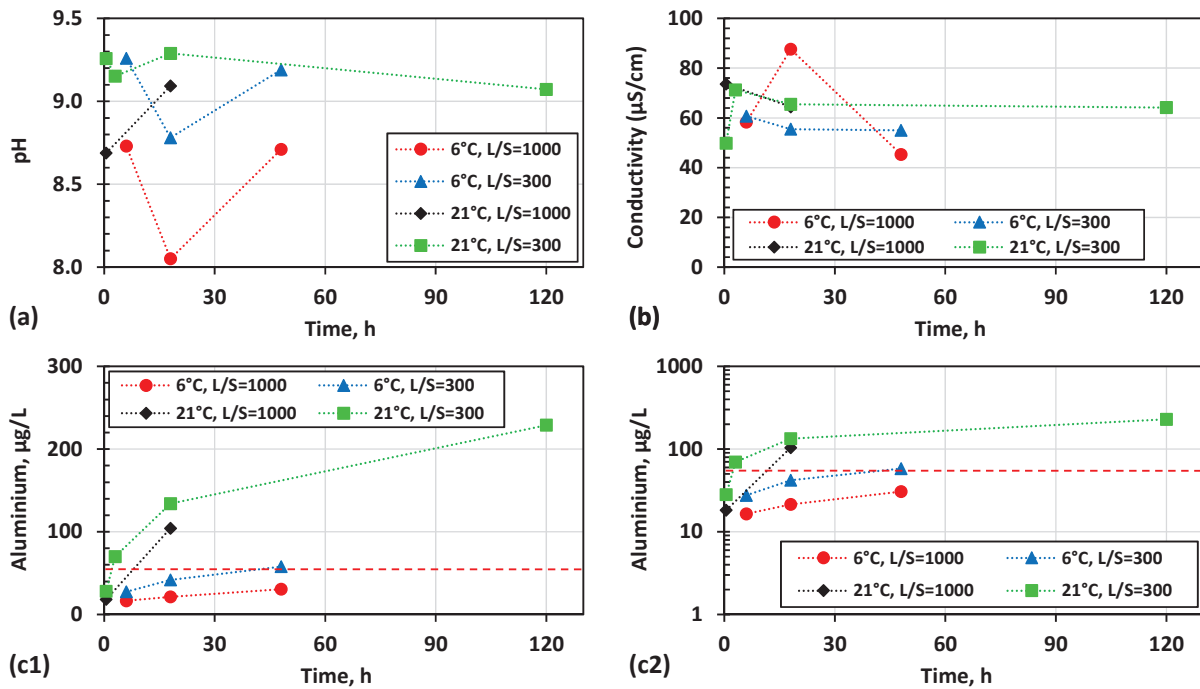 9.5
9.0
8.5
8.0
pH
0
30
60
90
120
Time, h
6°C, L/S=1000
6°C, L/S=300
21°C, L/S=1000
21°C, L/S=300
(a)
100
80
60
40
20
0
Conductivity (µS/cm)
0
30
60
90
120
Time, h
6°C, L/S=1000
6°C, L/S=300
21°C, L/S=1000
21°C, L/S=300
(b)
300
200
100
0
Aluminium, µg/L
0
30
60
90
120
Time, h
6°C, L/S=1000
6°C, L/S=300
21°C, L/S=1000
21°C, L/S=300
(c1)
1000
100
10
1
Aluminium, µg/L
0
30
60
90
120
Time, h
6°C, L/S=1000
6°C, L/S=300
21°C, L/S=1000
21°C, L/S=300
(c2)